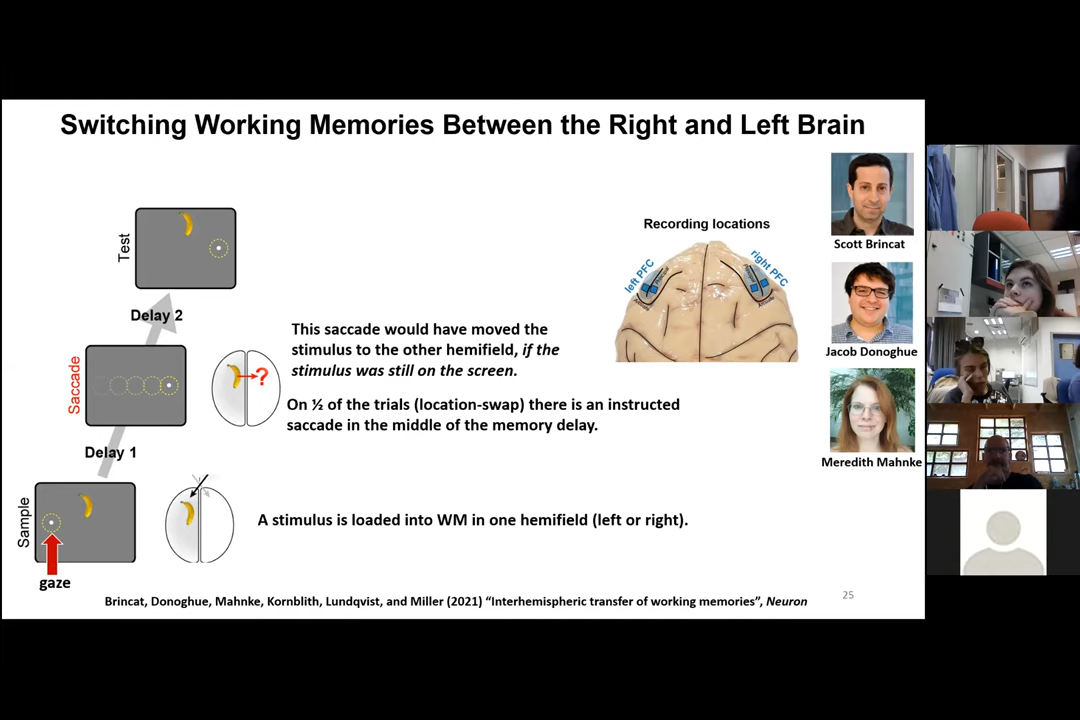 Switching Working Memories Between the Right and Left Brain
Test
Delay 2
Saccade
Delay 1
Sample
gaze
?
This saccade would have moved the
stimulus to the other hemifield, if the
stimulus was still on the screen.
On ½ of the trials (location-swap) there is an instructed
saccade in the middle of the memory delay.
A stimulus is loaded into WM in one hemifield (left or right).
Recording locations
left PFC
right PFC
Scott Brincat
Jacob Donoghue
Meredith Mahnke
Brincat, Donoghue, Mahnke, Kornblith, Lundqvist, and Miller (2021) “Interhemispheric transfer of working memories”, Neuron
25